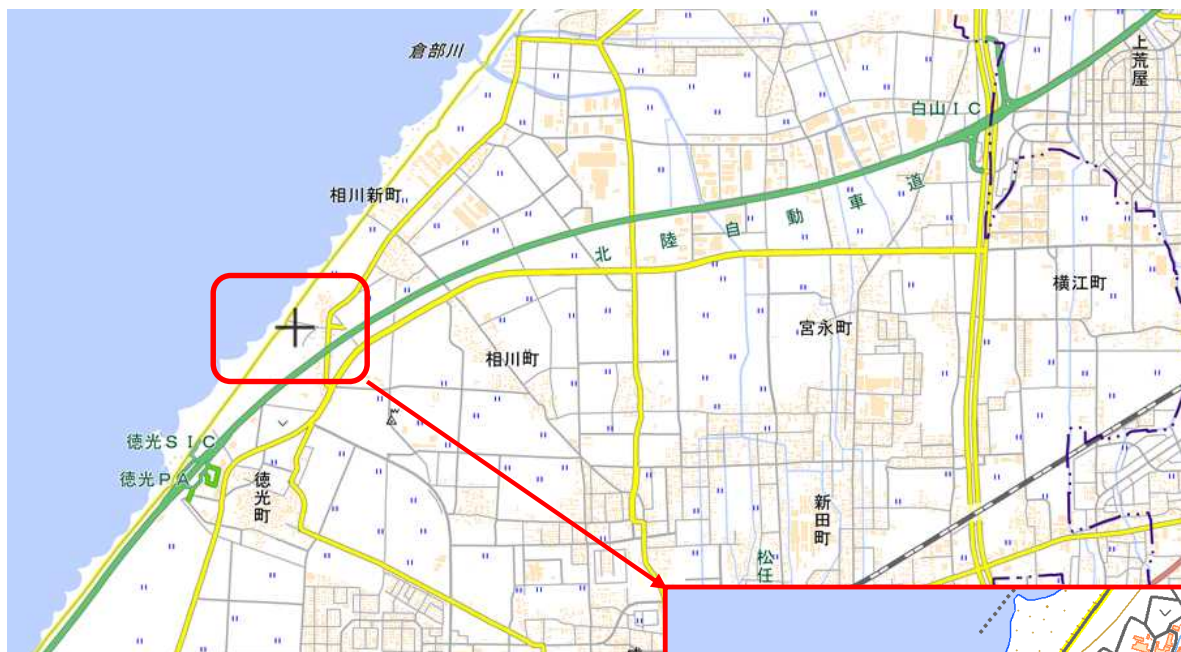 倉部川
上荒屋
白山IC
相川新町
北陸自動車道
横江町
宮永町
相川町
徳光SIC
徳光PA
徳光町
新田町
松任